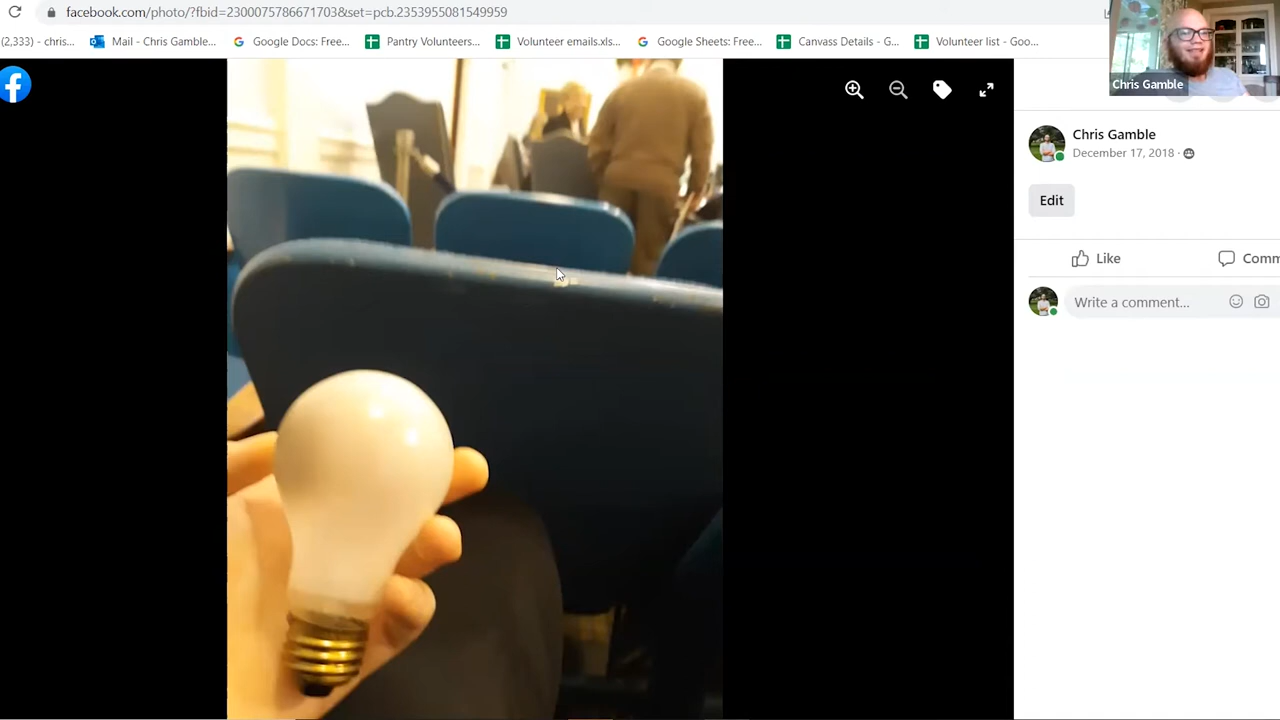 facebook.com/photo/?fbid=2300075786671703&set=pcb.2353955081549959
(2,333) - chris... Mail - Chris Gamble... Google Docs: Free... Pantry Volunteers... Volunteer emails.xls... Google Sheets: Free... Canvass Details - G... Volunteer list - Goo...
Chris Gamble
Chris Gamble
December 17, 2018 ·
Edit
Like Comm
Write a comment...